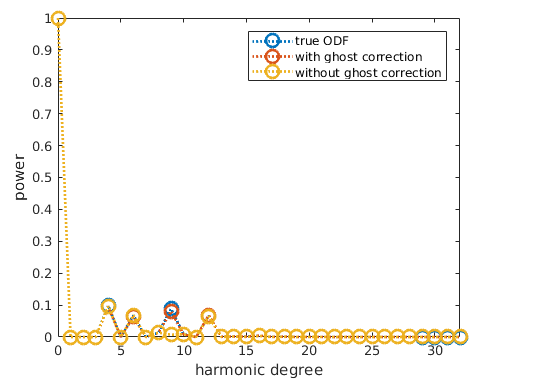 1
0.9
0.8
0.7
0.6
0.5
0.4
0.3
0.2
0.1
0
power
true ODF
with ghost correction
without ghost correction
0 5 10 15 20 25 30
harmonic degree